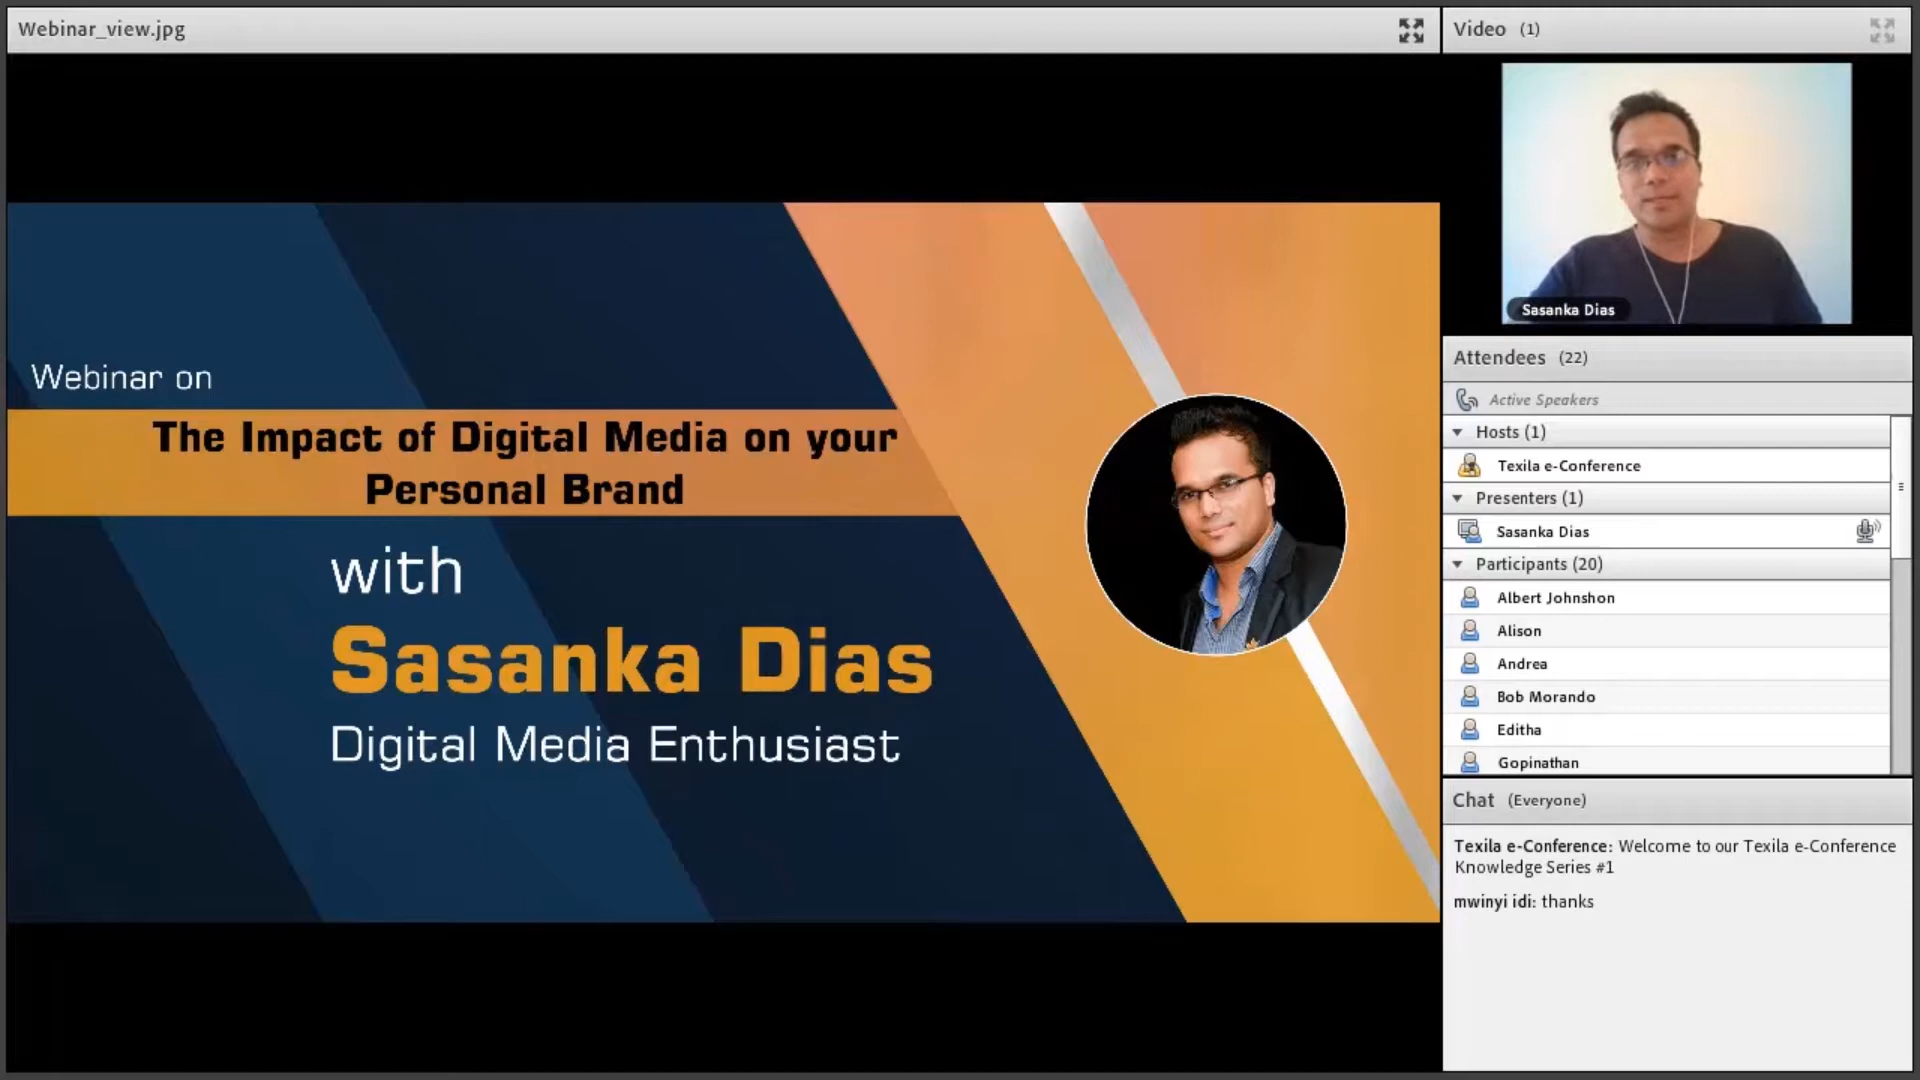 Webinar_view.jpg
Webinar on
The Impact of Digital Media on your
Personal Brand
with
Sasanka Dias
Digital Media Enthusiast
Video (1)
Sasanka Dias
Attendees (22)
Active Speakers
Hosts (1)
Texila e-Conference
Presenters (1)
Sasanka Dias
Participants (20)
Albert Johnshon
Alison
Andrea
Bob Morando
Editha
Gopinathan
Chat (Everyone)
Texila e-Conference: Welcome to our Texila e-Conference
Knowledge Series #1
mwinyi idi: thanks